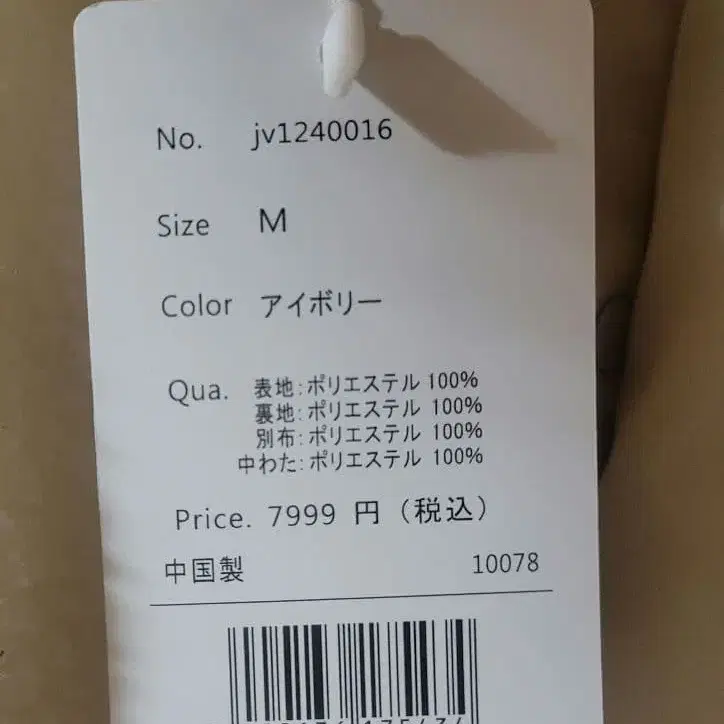 No. jv1240016
Size M
Color アイボリー
Qua. 表地:ポリエステル 100%
裏地:ポリエステル 100%
別布:ポリエステル 100%
中わた:ポリエステル 100%
Price. 7999 円（税込）
中国製 10078